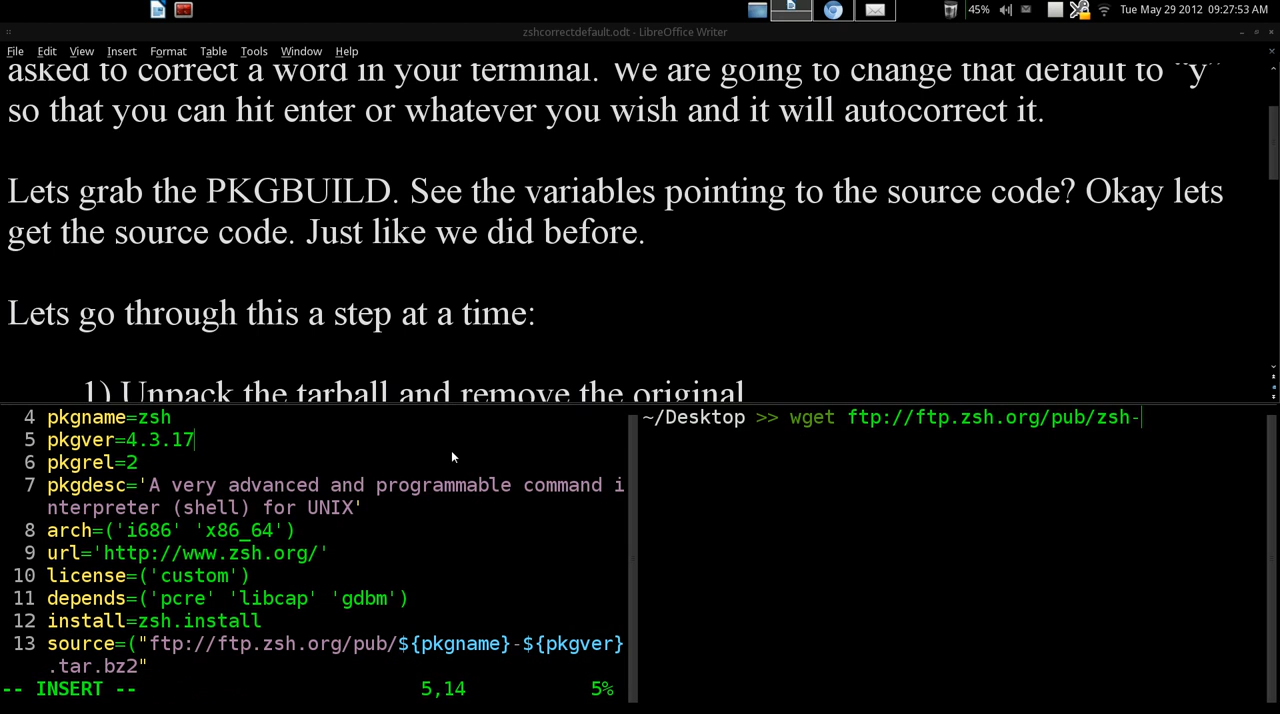 45%
Tue May 29 2012 09:27:53 AM
zshcorrectdefault.odt - LibreOffice Writer
File Edit View Insert Format Table Tools Window Help
asked to correct a word in your terminal. We are going to change that default to "y"
so that you can hit enter or whatever you wish and it will autocorrect it.
Lets grab the PKGBUILD. See the variables pointing to the source code? Okay lets
get the source code. Just like we did before.
Lets go through this a step at a time:
1) Unpack the tarball and remove the original
4 pkgname=zsh
5 pkgver=4.3.17
6 pkgrel=2
7 pkgdesc='A very advanced and programmable command i
nterpreter (shell) for UNIX'
8 arch=('i686' 'x86_64')
9 url='http://www.zsh.org/'
10 license=('custom')
11 depends=('pcre' 'libcap' 'gdbm')
12 install=zsh.install
13 source=("ftp://ftp.zsh.org/pub/${pkgname}-${pkgver}
.tar.bz2"
-- INSERT -- 5,14 5%
~/Desktop >> wget ftp://ftp.zsh.org/pub/zsh-